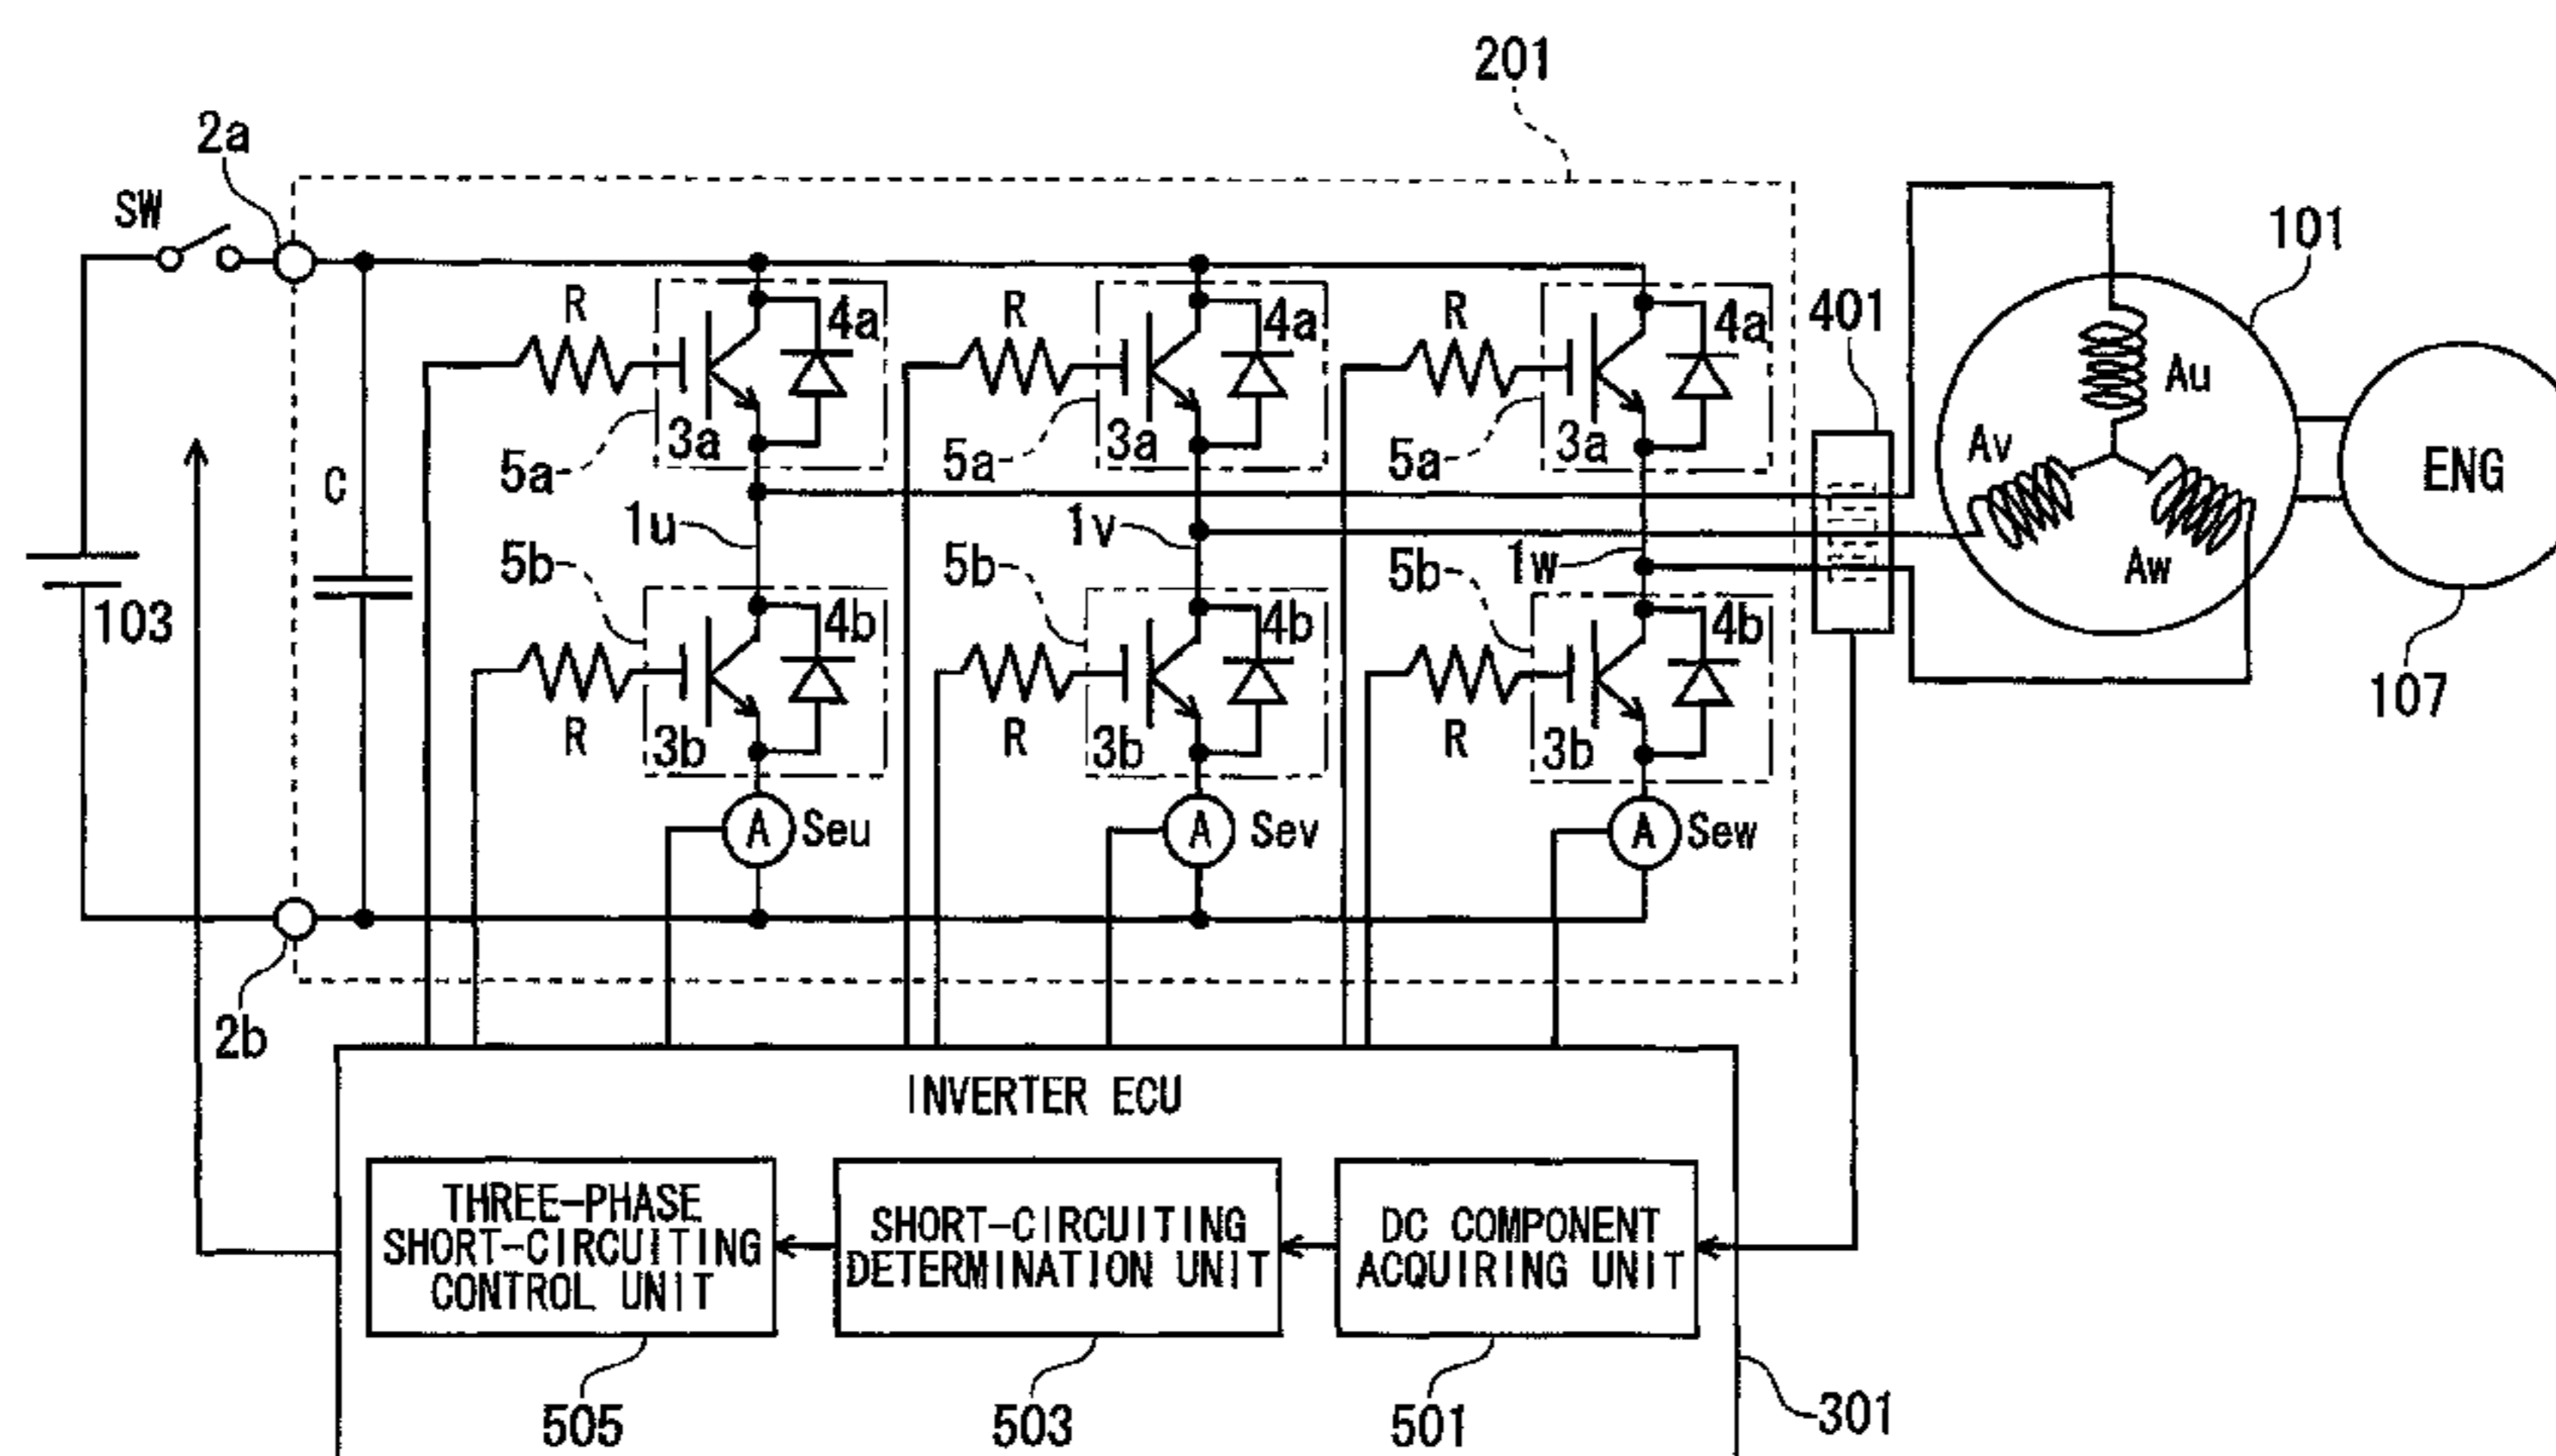 201
2a
SW
101
R
4a
R
4a
R
4a
401
Au
3a
3a
3a
Av
5a
5a
5a
ENG
C
1u
1v
1w
5b
5b
5b
Aw
103
4b
4b
4b
107
R
3b
R
3b
R
3b
A
Seu
A
Sev
A
Sew
2b
INVERTER ECU
THREE-PHASE
SHORT-CIRCUITING
CONTROL UNIT
SHORT-CIRCUITING
DETERMINATION UNIT
DC COMPONENT
ACQUIRING UNIT
505
503
501
301